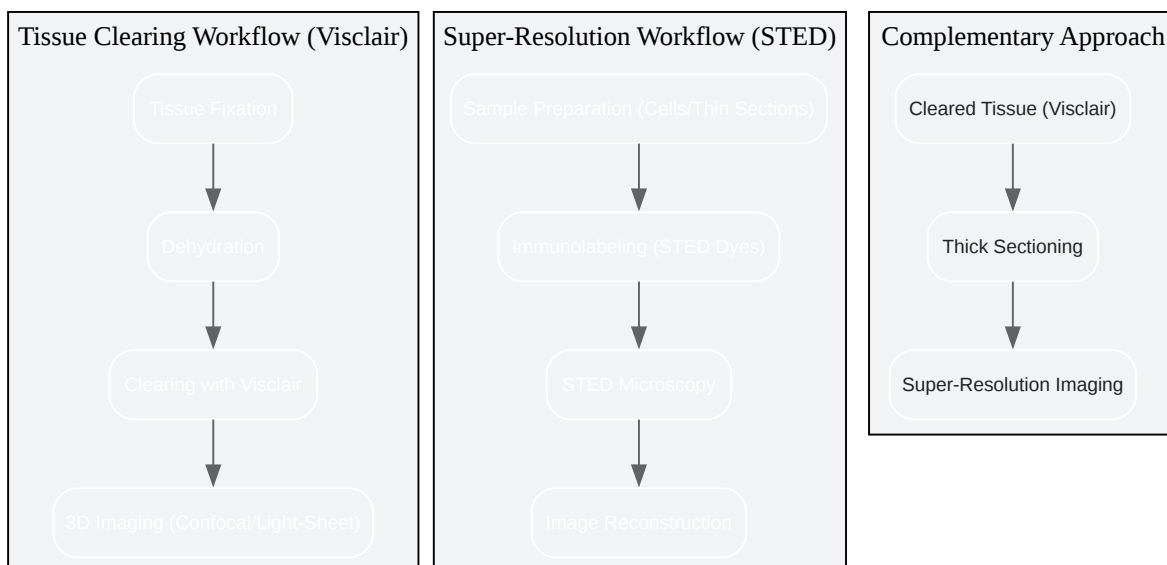 Tissue Clearing Workflow (Visclair)
Tissue Fixation
Dehydration
Clearing with Visclair
3D Imaging (Confocal/Light-Sheet)
Super-Resolution Workflow (STED)
Sample Preparation (Cells/Thin Sections)
Immunolabeling (STED Dyes)
STED Microscopy
Image Reconstruction
Complementary Approach
Cleared Tissue (Visclair)
Thick Sectioning
Super-Resolution Imaging